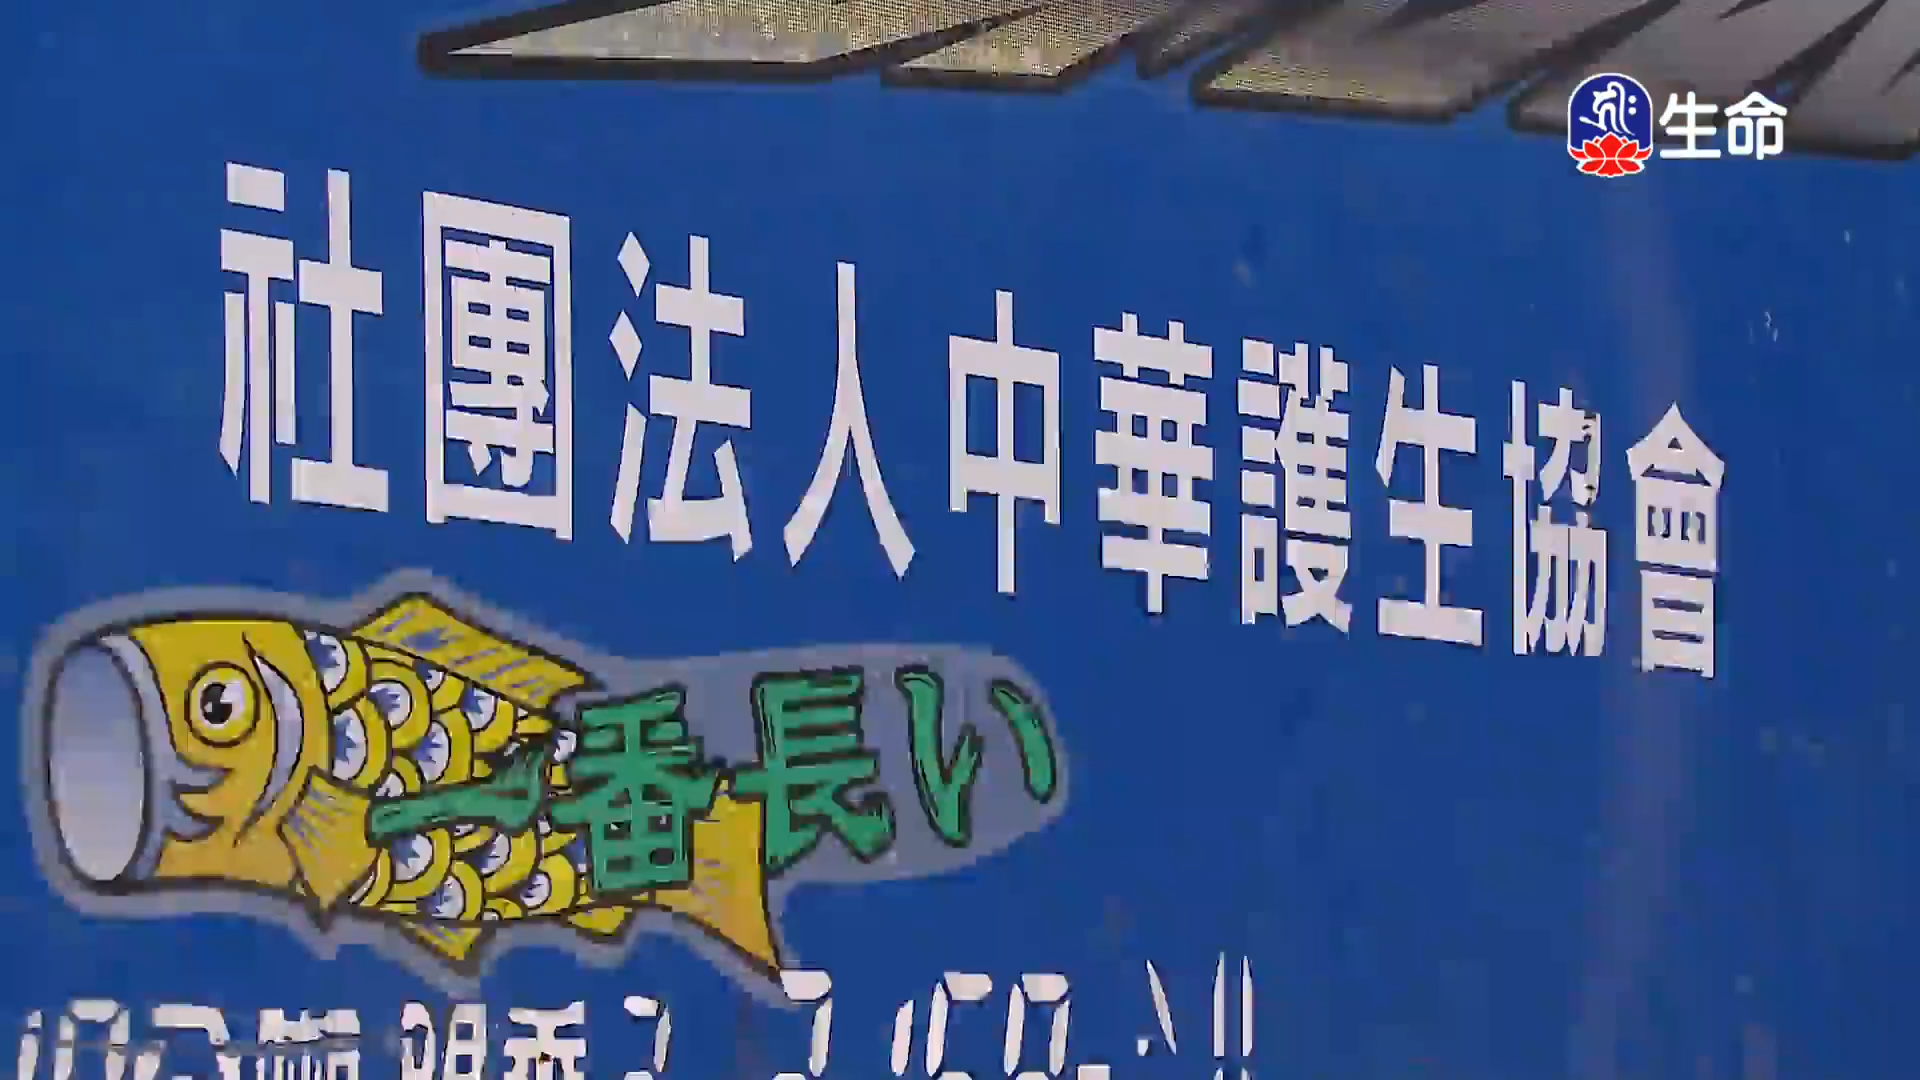 生命
社團法人中華護生協會
一番長い